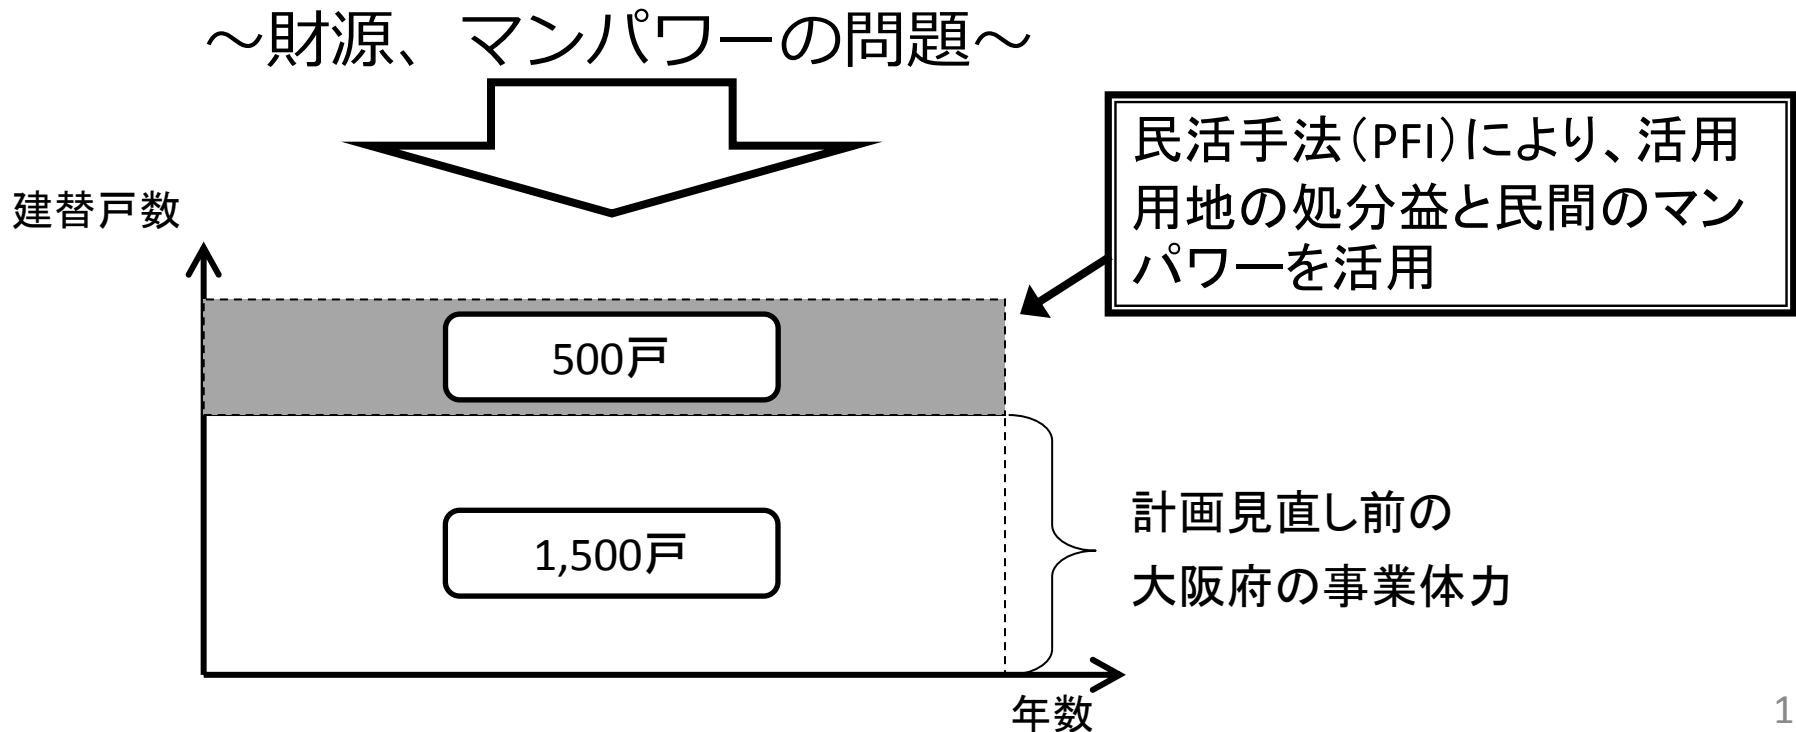 ～財源、マンパワーの問題～
民活手法（PFI）により、活用
用地の処分益と民間のマン
パワーを活用
建替戸数
500戸
1,500戸
計画見直し前の
大阪府の事業体力
年数
1